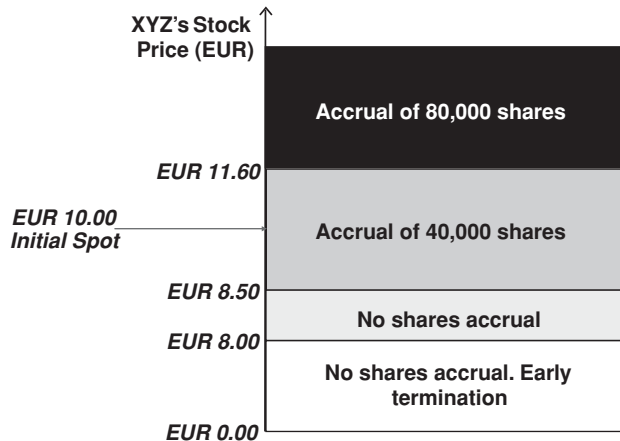 XYZ's Stock
Price (EUR)
Accrual of 80,000 shares
EUR 11.60
EUR 10.00
Initial Spot
Accrual of 40,000 shares
EUR 8.50
No shares accrual
EUR 8.00
No shares accrual. Early
termination
EUR 0.00